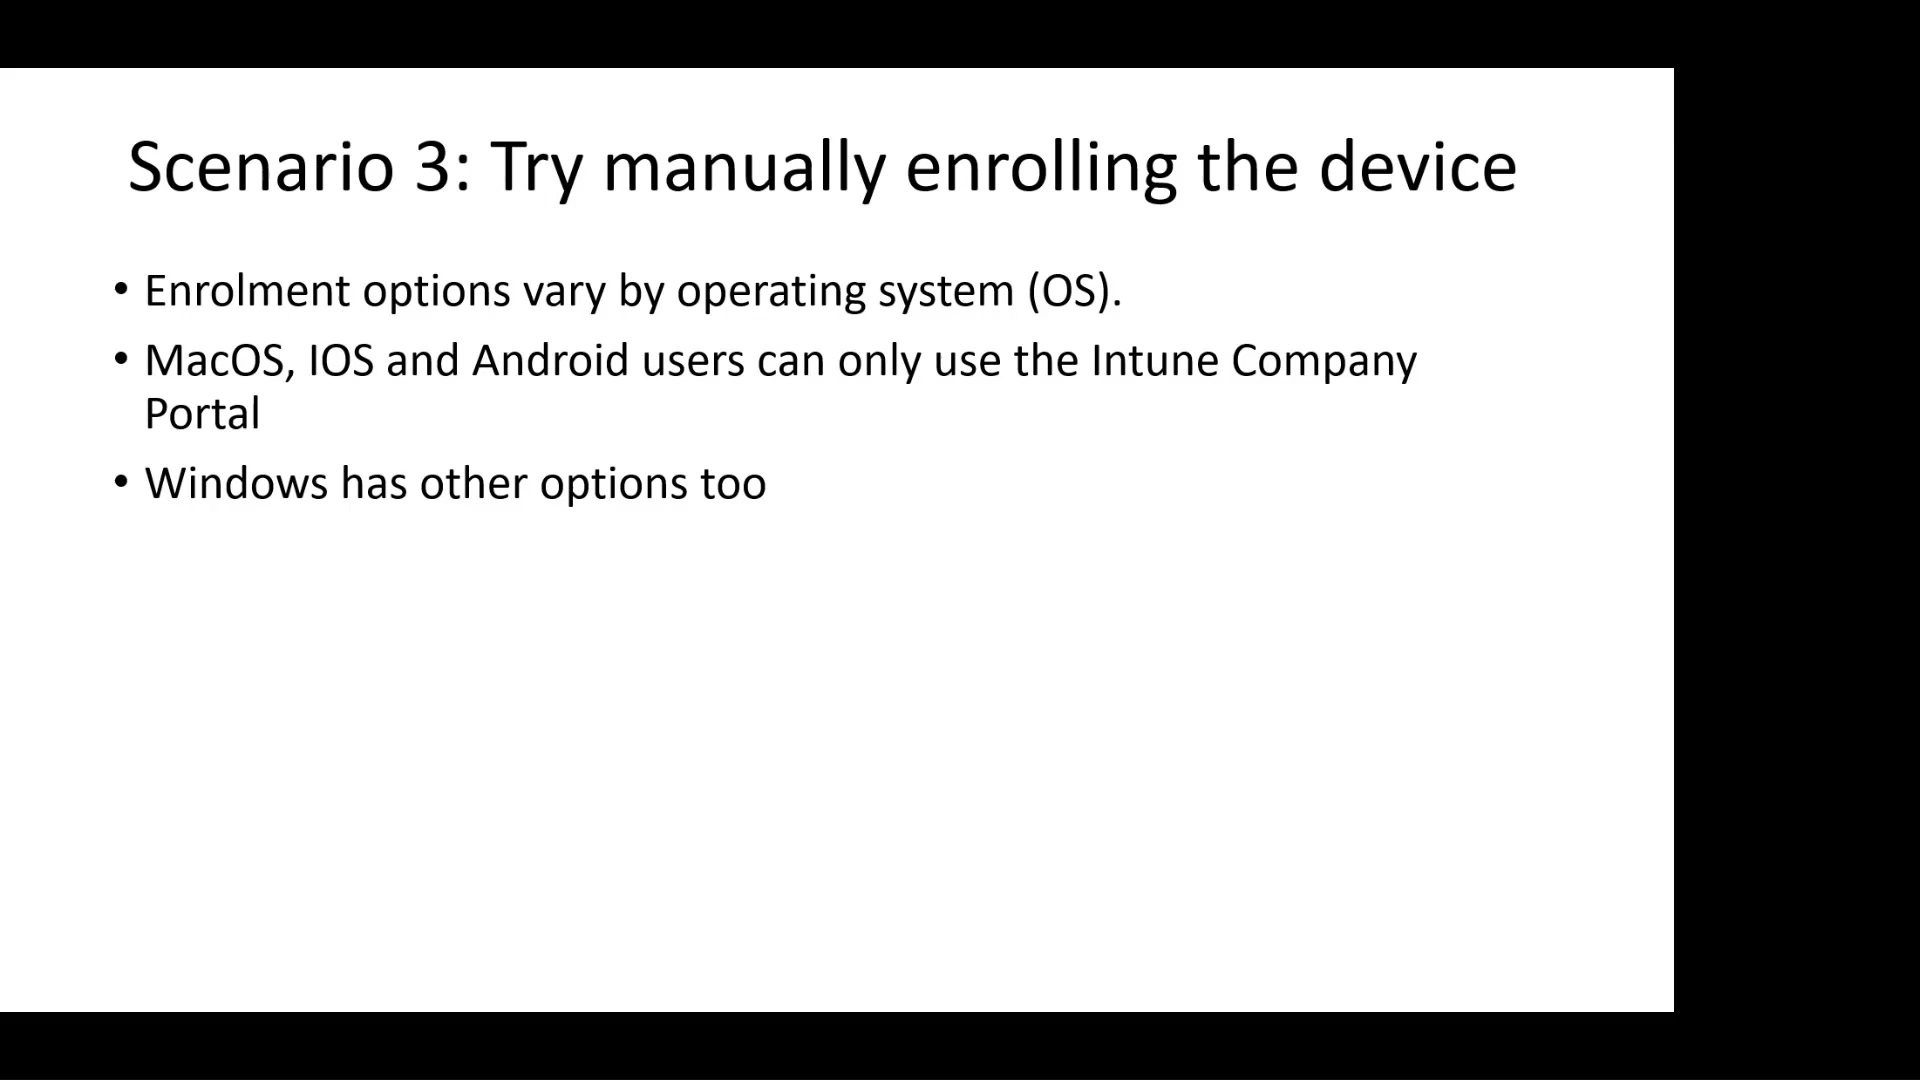 Scenario 3: Try manually enrolling the device
• Enrolment options vary by operating system (OS).
• MacOS, IOS and Android users can only use the Intune Company
Portal
• Windows has other options too